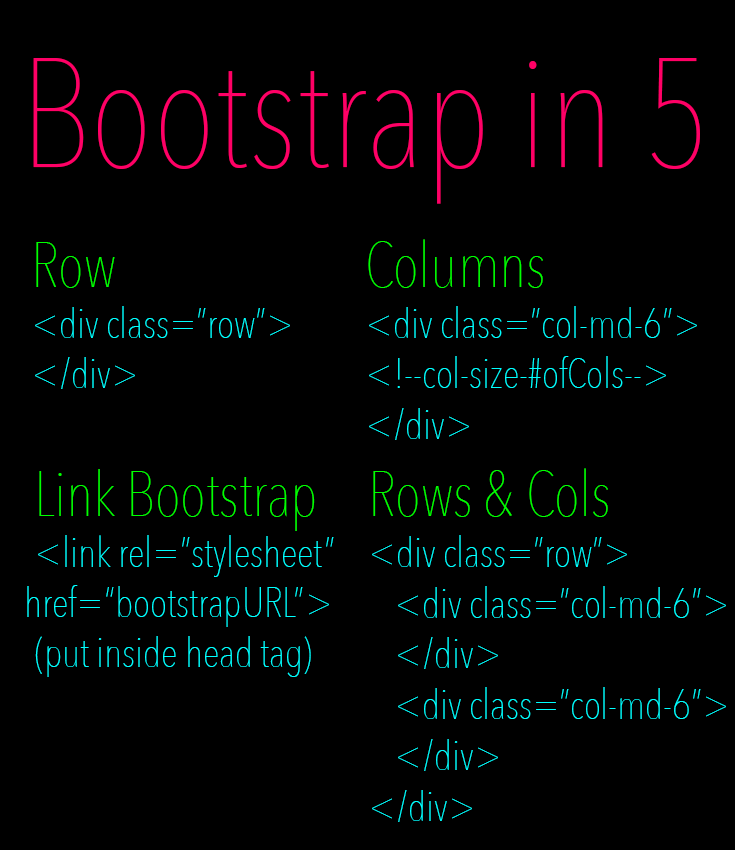 Bootstrap in 5
Row
<div class="row">
</div>
Columns
<div class="col-md-6">
<!--col-size-#ofCols-->
</div>
Link Bootstrap
<link rel="stylesheet"
href="bootstrapURL">
(put inside head tag)
Rows & Cols
<div class="row">
<div class="col-md-6">
</div>
<div class="col-md-6">
</div>
</div>